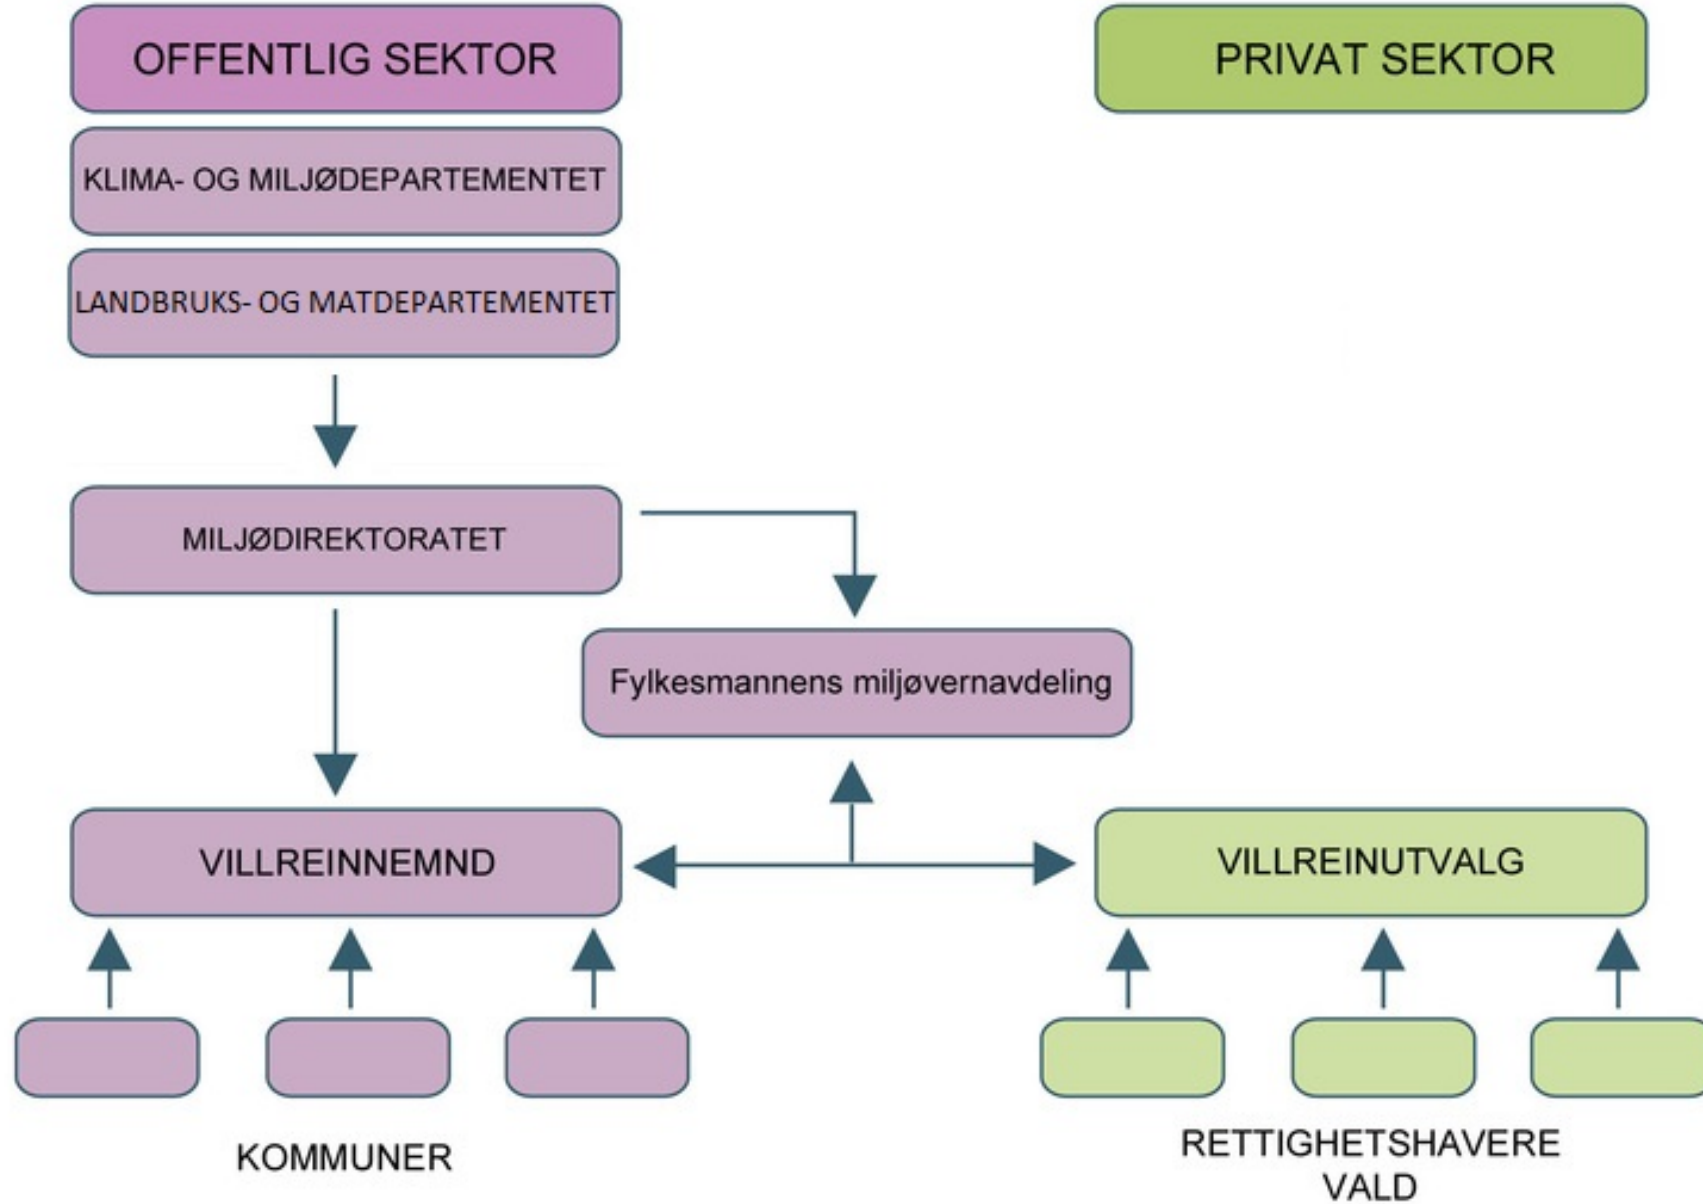 OFFENTLIG SEKTOR
PRIVAT SEKTOR
KLIMA- OG MILJØDEPARTEMENTET
LANDBRUKS- OG MATDEPARTEMENTET
MILJØDIREKTORATET
Fylkesmannens miljøvernavdeling
VILLREINNEMND
VILLREINUTVALG
KOMMUNER
RETTIGHETSHAVERE
VALD